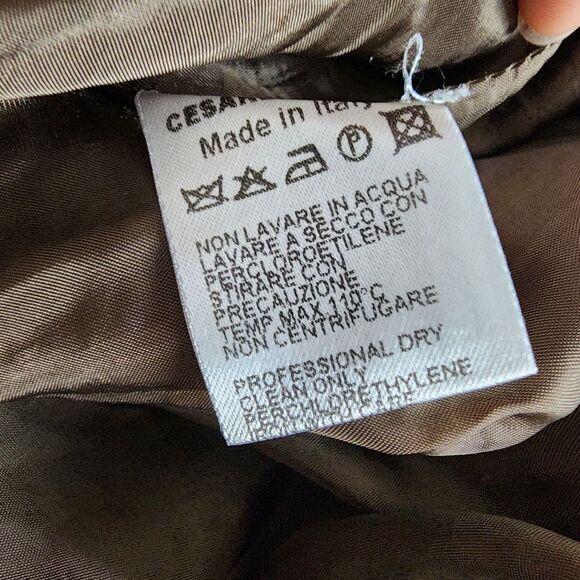 CESAR
Made in Italy
P
NON LAVARE IN ACQUA
LAVARE A SECCO CON
PERCLOROETILENE
STIRARE CON
PRECAUZIONE
TEMP. MAX 110°C.
NON CENTRIFUGARE
PROFESSIONAL DRY
CLEAN ONLY
PERCHLORETHYLENE